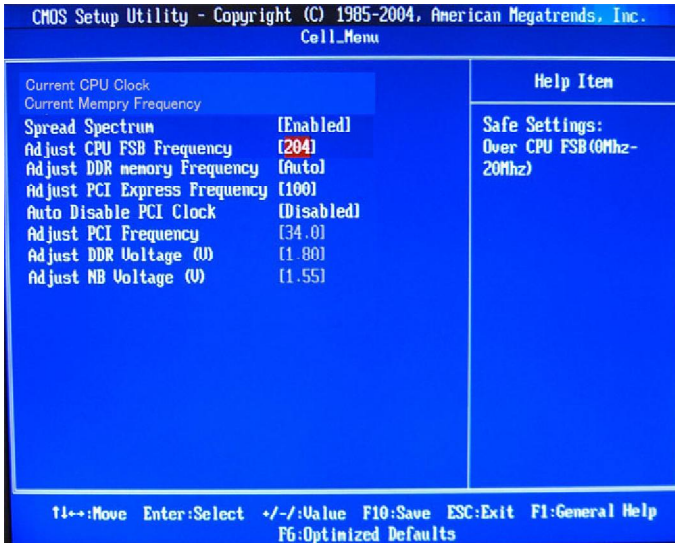 CMOS Setup Utility - Copyright (C) 1985-2004, American Megatrends, Inc.
Cell_Menu
Current CPU Clock
Current Mempry Frequency
Spread Spectrum [Enabled]
Adjust CPU FSB Frequency [204]
Adjust DDR memory Frequency [Auto]
Adjust PCI Express Frequency [100]
Auto Disable PCI Clock [Disabled]
Adjust PCI Frequency [34.0]
Adjust DDR Voltage (V) [1.80]
Adjust NB Voltage (V) [1.55]
Help Item
Safe Settings:
Over CPU FSB(0Mhz-
20Mhz)
↑↓←→:Move Enter:Select +/-/:Value F10:Save ESC:Exit F1:General Help
F6:Optimized Defaults